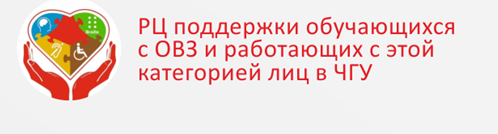 РЦ поддержки обучающихся
с ОВЗ и работающих с этой
категорией лиц в ЧГУ